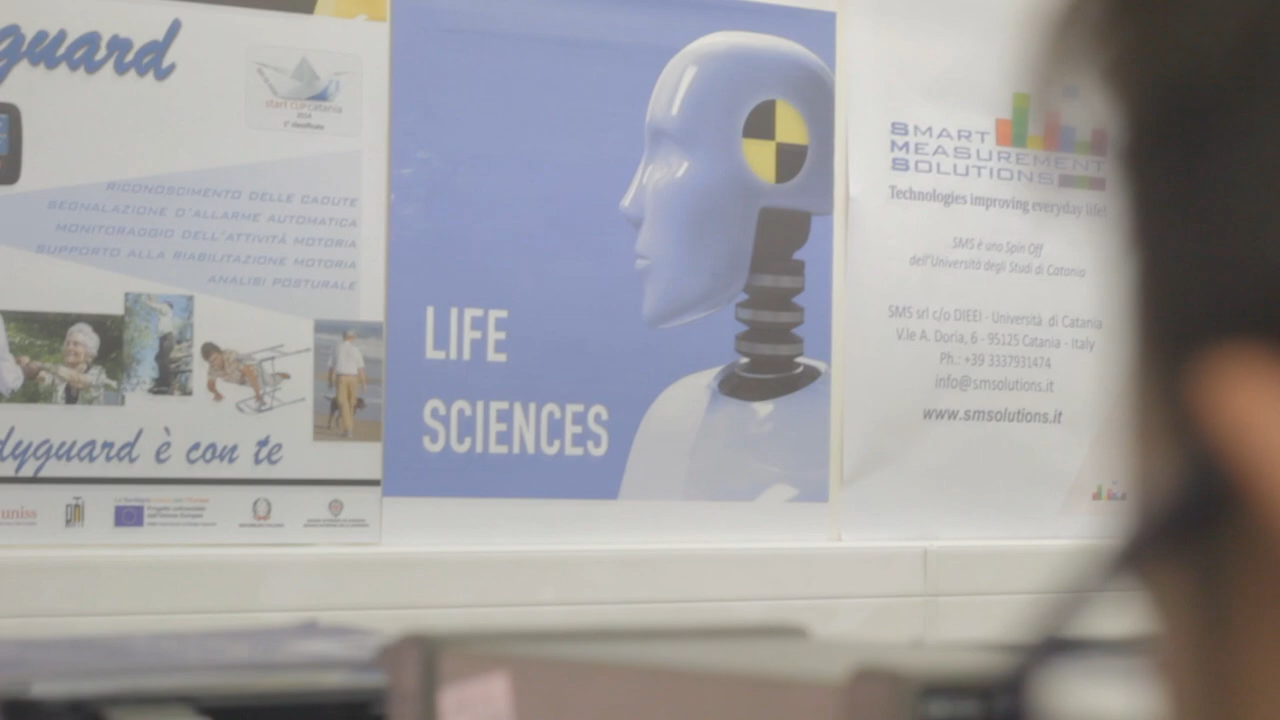 guard
start CUP catania
2014
1° classificato
RICONOSCIMENTO DELLE CADUTE
SEGNALAZIONE D'ALLARME AUTOMATICA
MONITORAGGIO DELL'ATTIVITÀ MOTORIA
SUPPORTO ALLA RIABILITAZIONE MOTORIA
ANALISI POSTURALE
dyguard è con te
uniss
LIFE
SCIENCES
SMART
MEASUREMENT
SOLUTIONS
Technologies improving everyday life!
SMS è uno Spin Off
dell'Università degli Studi di Catania
SMS srl c/o DIEEI - Università di Catania
V.le A. Doria, 6 - 95125 Catania - Italy
Ph.: +39 3337931474
info@smsolutions.it
www.smsolutions.it